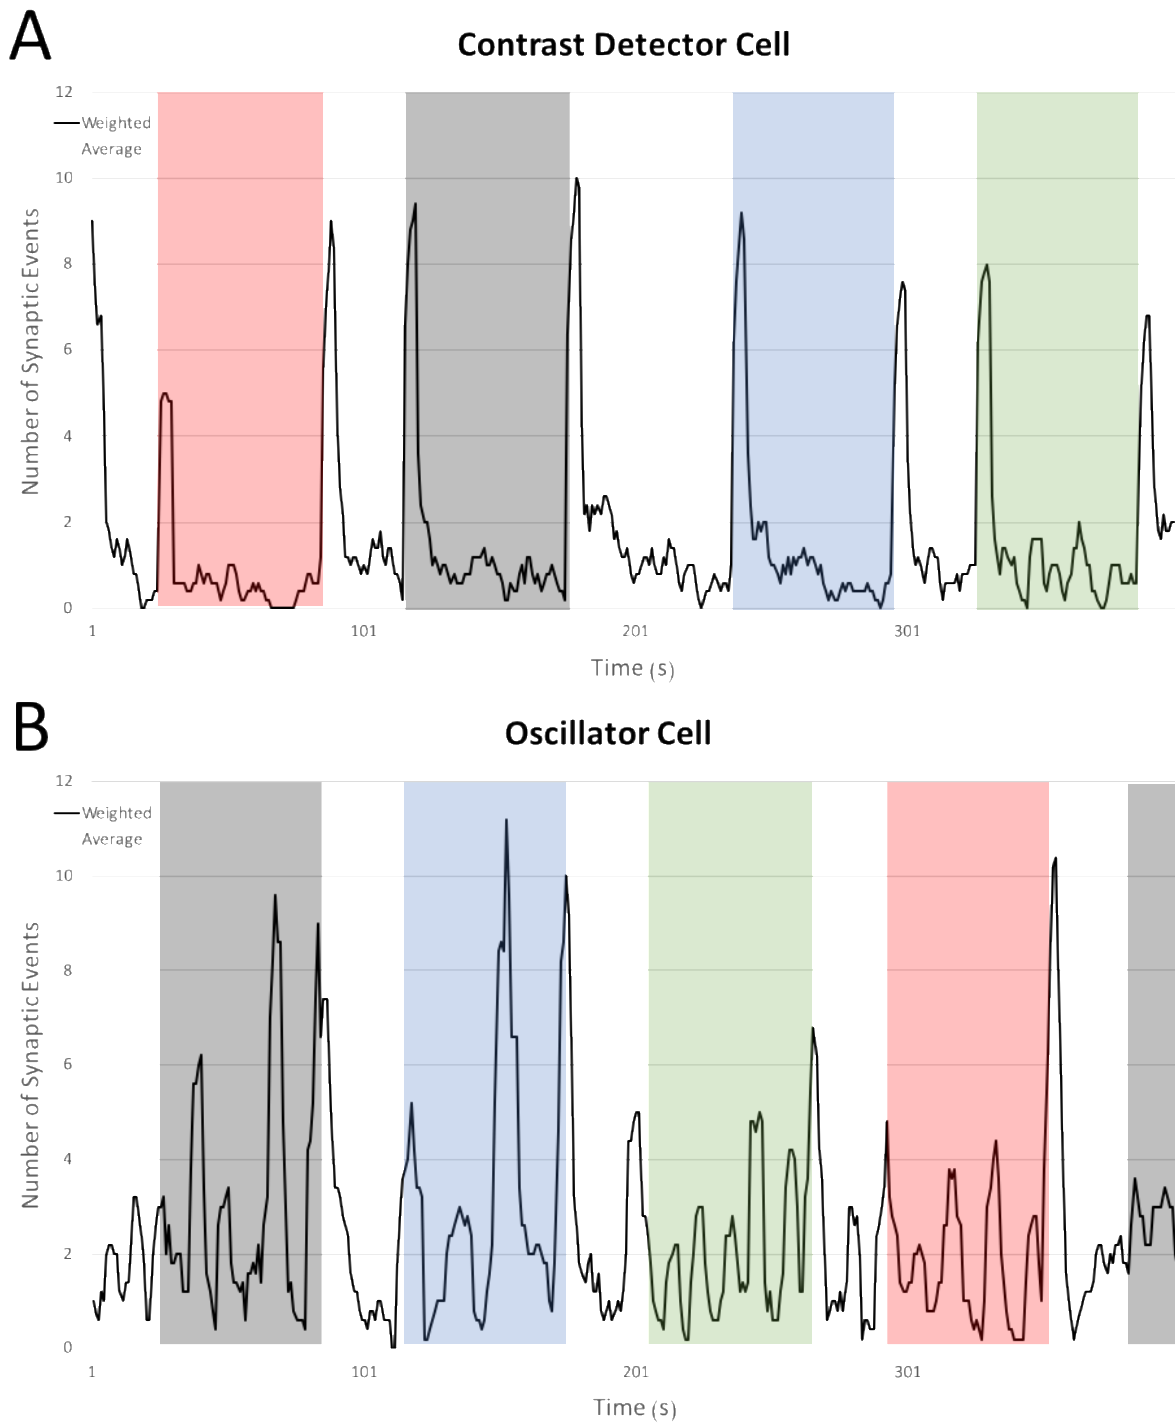 A
Contrast Detector Cell
12
Weighted
Average
10
8
6
4
2
0
Number of Synaptic Events
1 101 201 301
Time (s)
B
Oscillator Cell
12
Weighted
Average
10
8
6
4
2
0
Number of Synaptic Events
1 101 201 301
Time (s)